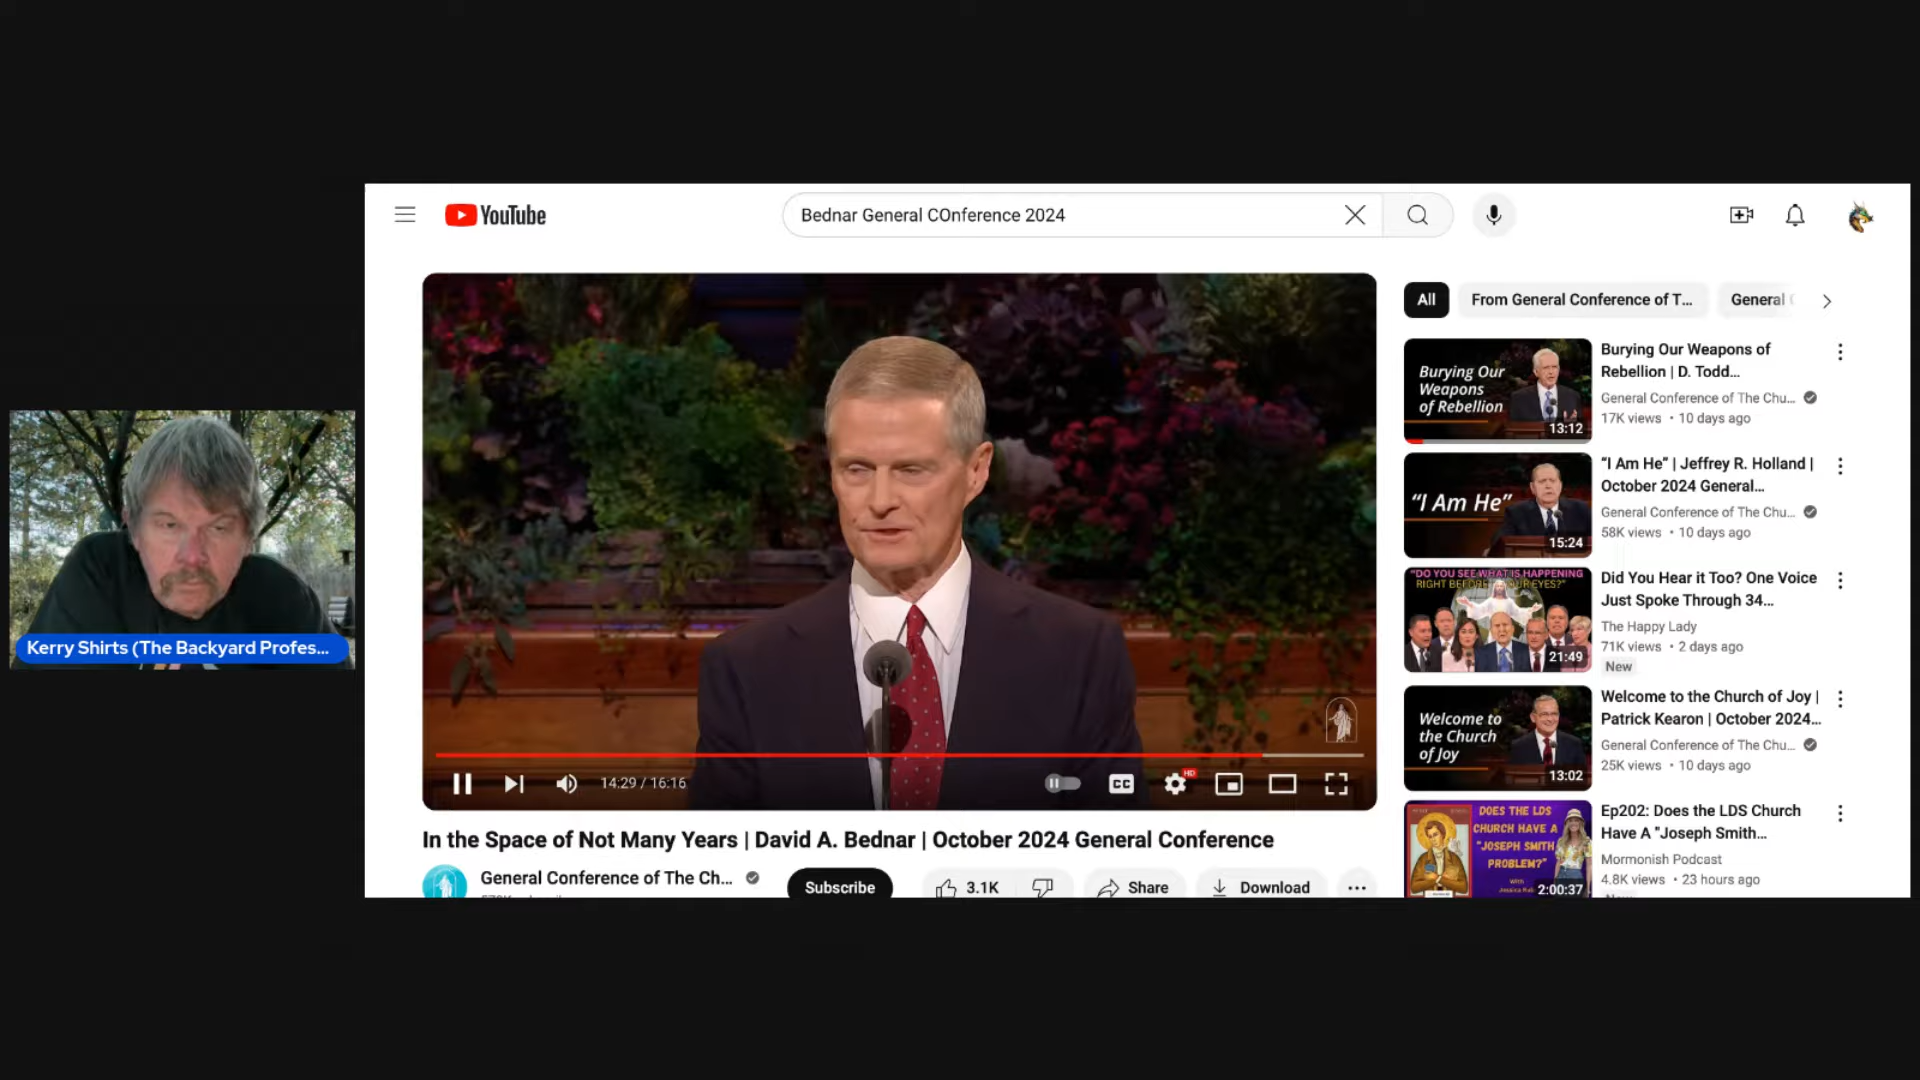 YouTube
Bednar General COnference 2024
All
From General Conference of T...
General
Burying Our
Weapons
of Rebellion
13:12
Burying Our Weapons of
Rebellion | D. Todd...
General Conference of The Chu...
17K views • 10 days ago
“I Am He”
15:24
“I Am He” | Jeffrey R. Holland |
October 2024 General...
General Conference of The Chu...
58K views • 10 days ago
"DO YOU SEE WHAT IS HAPPENING
RIGHT BEFORE YOUR EYES?"
21:49
Did You Hear it Too? One Voice
Just Spoke Through 34...
The Happy Lady
71K views • 2 days ago
New
Kerry Shirts (The Backyard Profes...
Welcome to
the Church
of Joy
13:02
Welcome to the Church of Joy |
Patrick Kearon | October 2024...
General Conference of The Chu...
25K views • 10 days ago
14:29 / 16:16
CC
HD
DOES THE LDS
CHURCH HAVE A
"JOSEPH SMITH
PROBLEM?"
2:00:37
Ep202: Does the LDS Church
Have A "Joseph Smith...
Mormonish Podcast
4.8K views • 23 hours ago
In the Space of Not Many Years | David A. Bednar | October 2024 General Conference
General Conference of The Ch...
Subscribe
3.1K
Share
Download